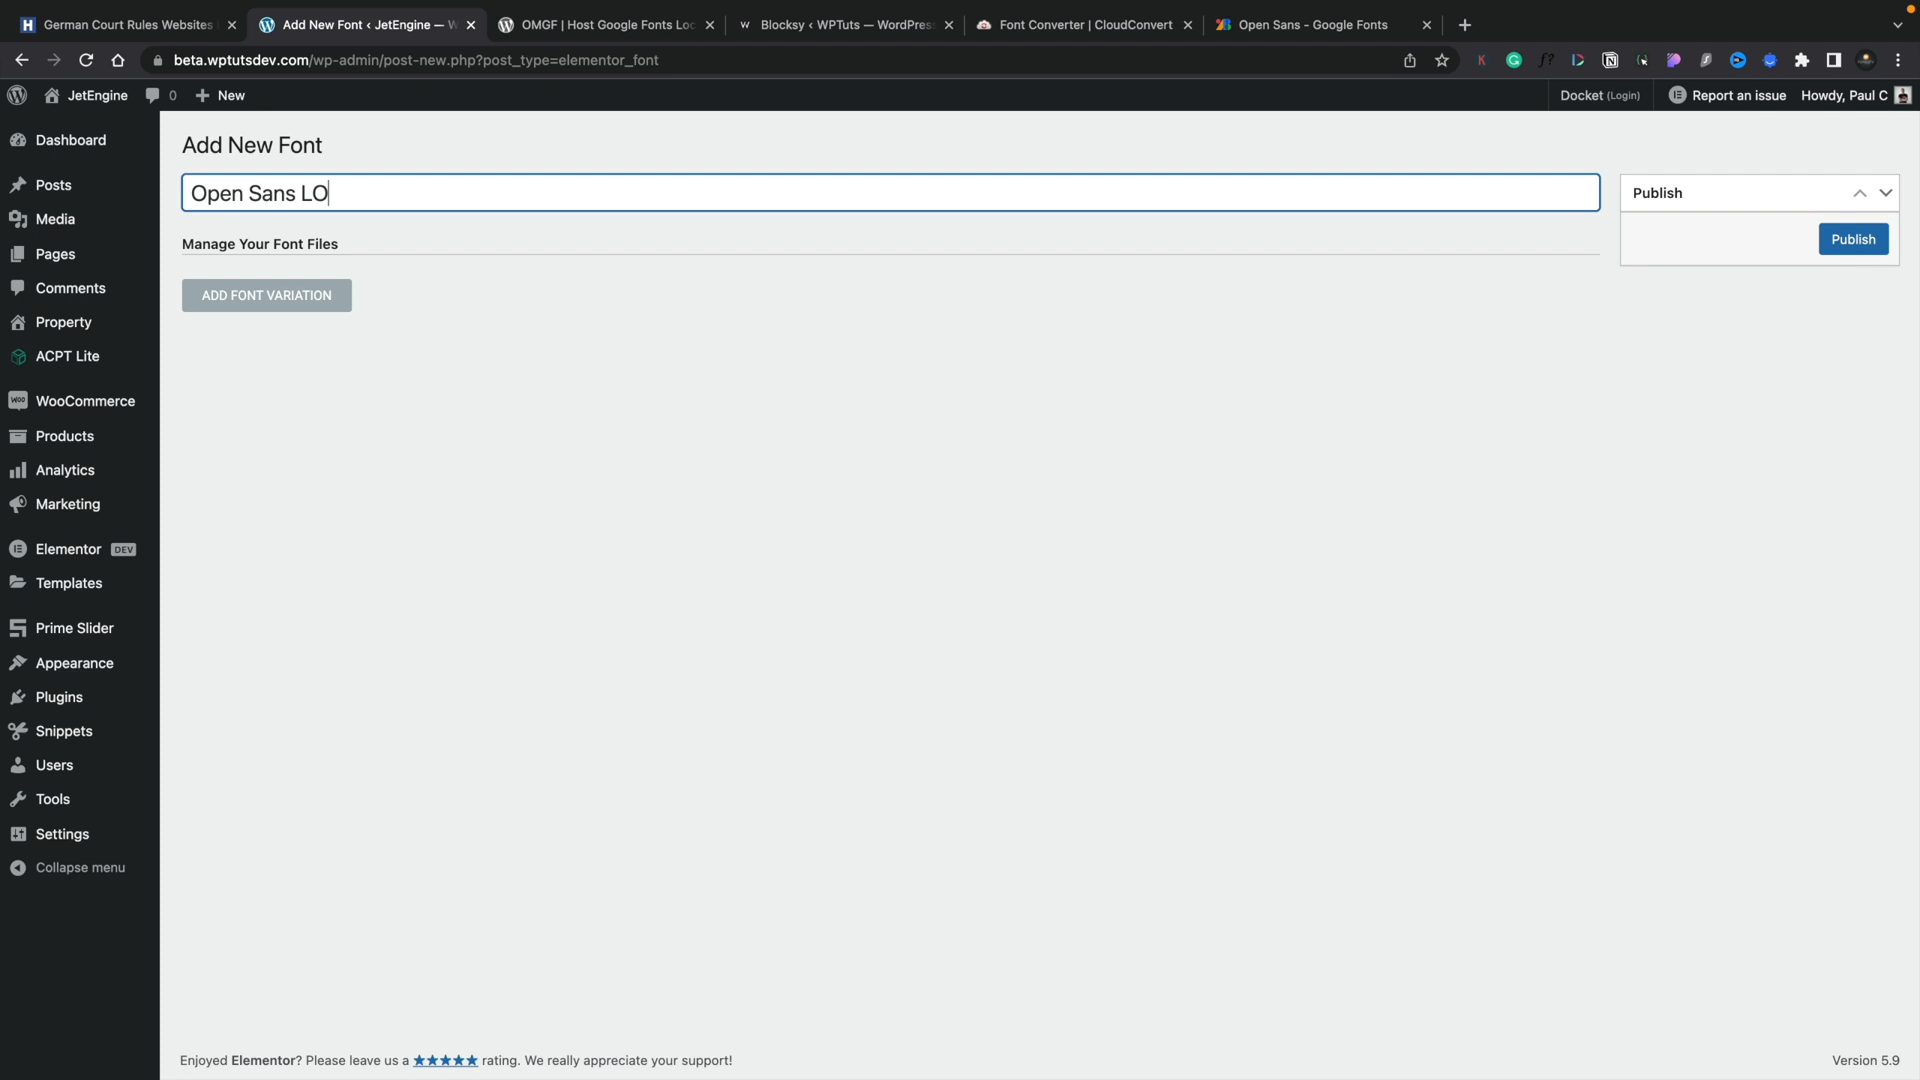 German Court Rules Websites
Add New Font ‹ JetEngine — W
OMGF | Host Google Fonts Loc
Blocksy ‹ WPTuts — WordPres
Font Converter | CloudConvert
Open Sans - Google Fonts
beta.wptutsdev.com/wp-admin/post-new.php?post_type=elementor_font
JetEngine
0
New
Docket (Login)
Report an issue
Howdy, Paul C
Dashboard
Posts
Media
Pages
Comments
Property
ACPT Lite
WooCommerce
Products
Analytics
Marketing
Elementor DEV
Templates
Prime Slider
Appearance
Plugins
Snippets
Users
Tools
Settings
Collapse menu
Add New Font
Open Sans LO
Manage Your Font Files
ADD FONT VARIATION
Publish
Publish
Enjoyed Elementor? Please leave us a ★★★★★ rating. We really appreciate your support!
Version 5.9